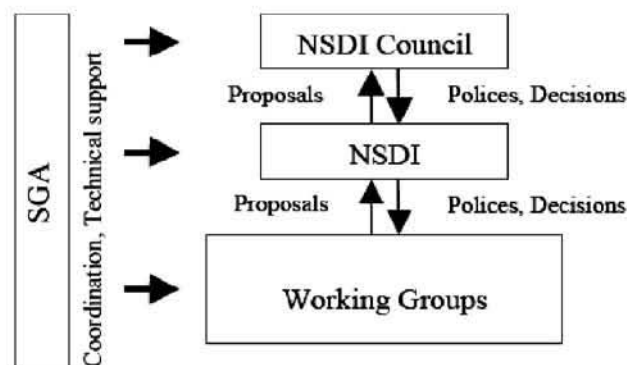 SGA
Coordination, Technical support
NSDI Council
Proposals
Polices, Decisions
NSDI
Proposals
Polices, Decisions
Working Groups